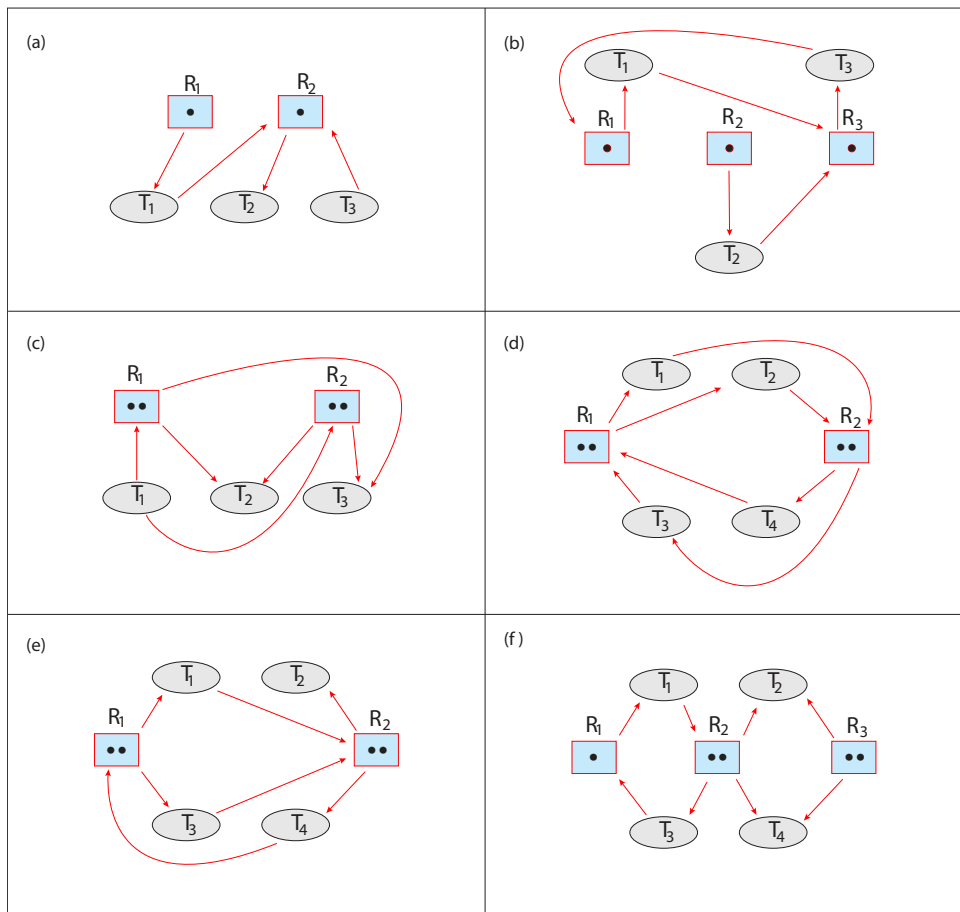 (a)
R1 R2
T1 T2 T3
(b)
T1 T3
R1 R2 R3
T2
(c)
R1 R2
T1 T2 T3
(d)
T1 T2
R1 R2
T3 T4
(e)
T1 T2
R1 R2
T3 T4
(f)
T1 T2
R1 R2 R3
T3 T4